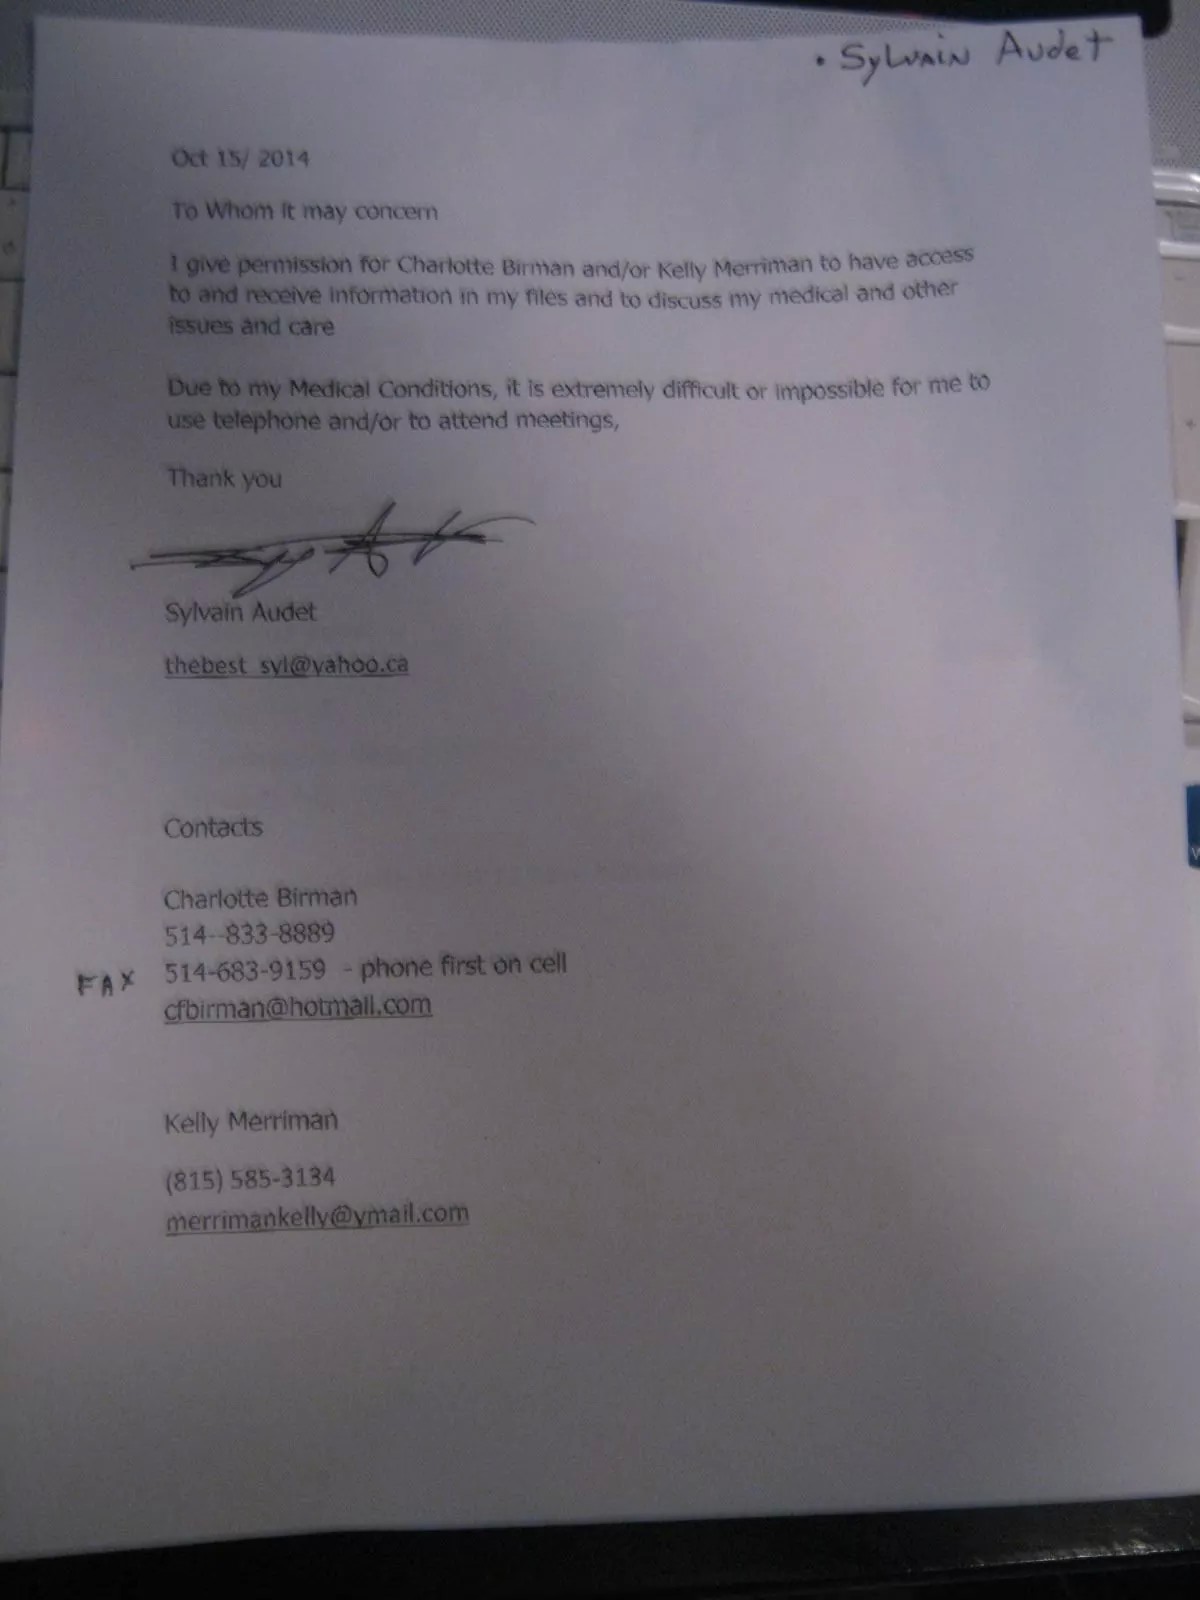 • Sylvain Audet
Oct 15/ 2014
To Whom it may concern
I give permission for Charlotte Birman and/or Kelly Merriman to have access
to and receive information in my files and to discuss my medical and other
issues and care
Due to my Medical Conditions, it is extremely difficult or impossible for me to
use telephone and/or to attend meetings,
Thank you
Sylvain Audet
thebest_syl@yahoo.ca
Contacts
Charlotte Birman
514--833-8889
FAX 514-683-9159 - phone first on cell
cfbirman@hotmail.com
Kelly Merriman
(815) 585-3134
merrimankelly@ymail.com